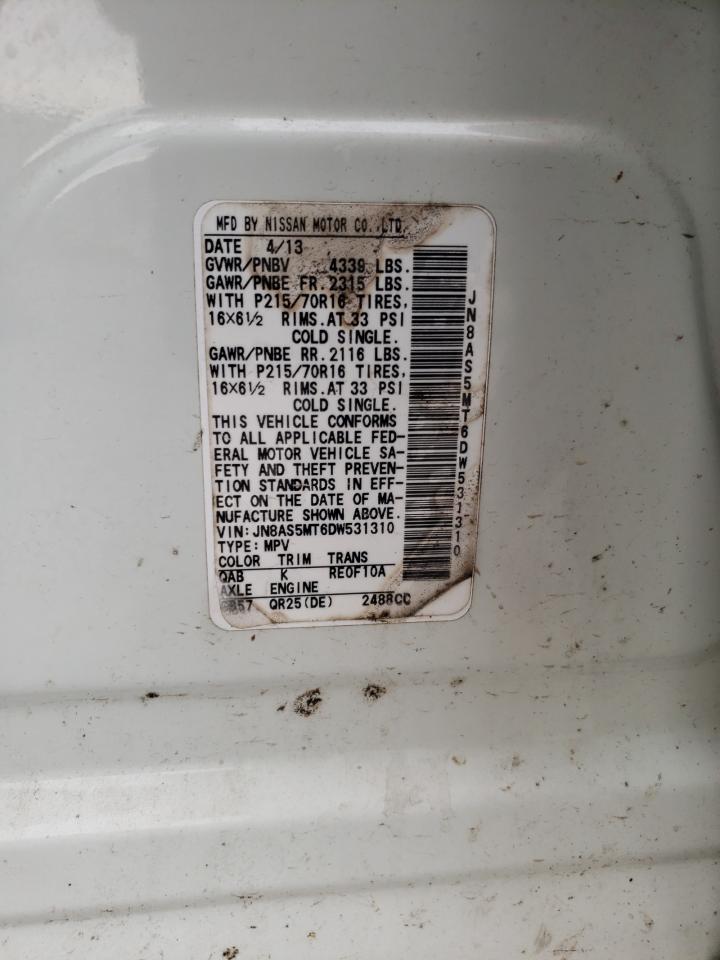 MFD BY NISSAN MOTOR CO.,LTD.
DATE 4/13
GVWR/PNBV 4339 LBS.
GAWR/PNBE FR. 2315 LBS.
WITH P215/70R16 TIRES,
16×6½ RIMS.AT 33 PSI
COLD SINGLE.
GAWR/PNBE RR. 2116 LBS.
WITH P215/70R16 TIRES,
16×6½ RIMS.AT 33 PSI
COLD SINGLE.
THIS VEHICLE CONFORMS
TO ALL APPLICABLE FED-
ERAL MOTOR VEHICLE SA-
FETY AND THEFT PREVEN-
TION STANDARDS IN EFF-
ECT ON THE DATE OF MA-
NUFACTURE SHOWN ABOVE.
VIN: JN8AS5MT6DW531310
TYPE: MPV
COLOR TRIM TRANS
QAB K RE0F10A
AXLE ENGINE
QR25(DE) 2488CC
JN8AS5MT6DW531310